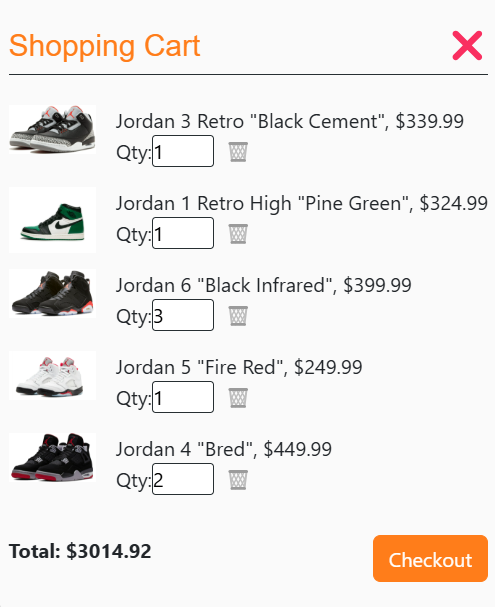 Shopping Cart
Jordan 3 Retro "Black Cement", $339.99
Qty:1
Jordan 1 Retro High "Pine Green", $324.99
Qty:1
Jordan 6 "Black Infrared", $399.99
Qty:3
Jordan 5 "Fire Red", $249.99
Qty:1
Jordan 4 "Bred", $449.99
Qty:2
Total: $3014.92
Checkout